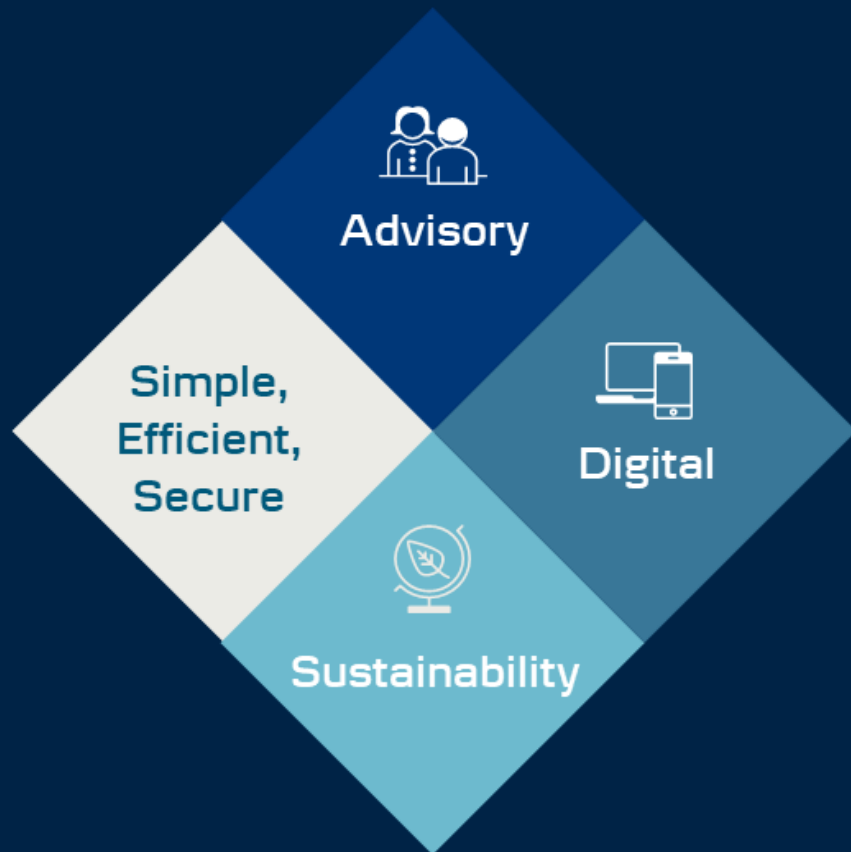 Advisory
Simple,
Efficient,
Secure
Digital
Sustainability